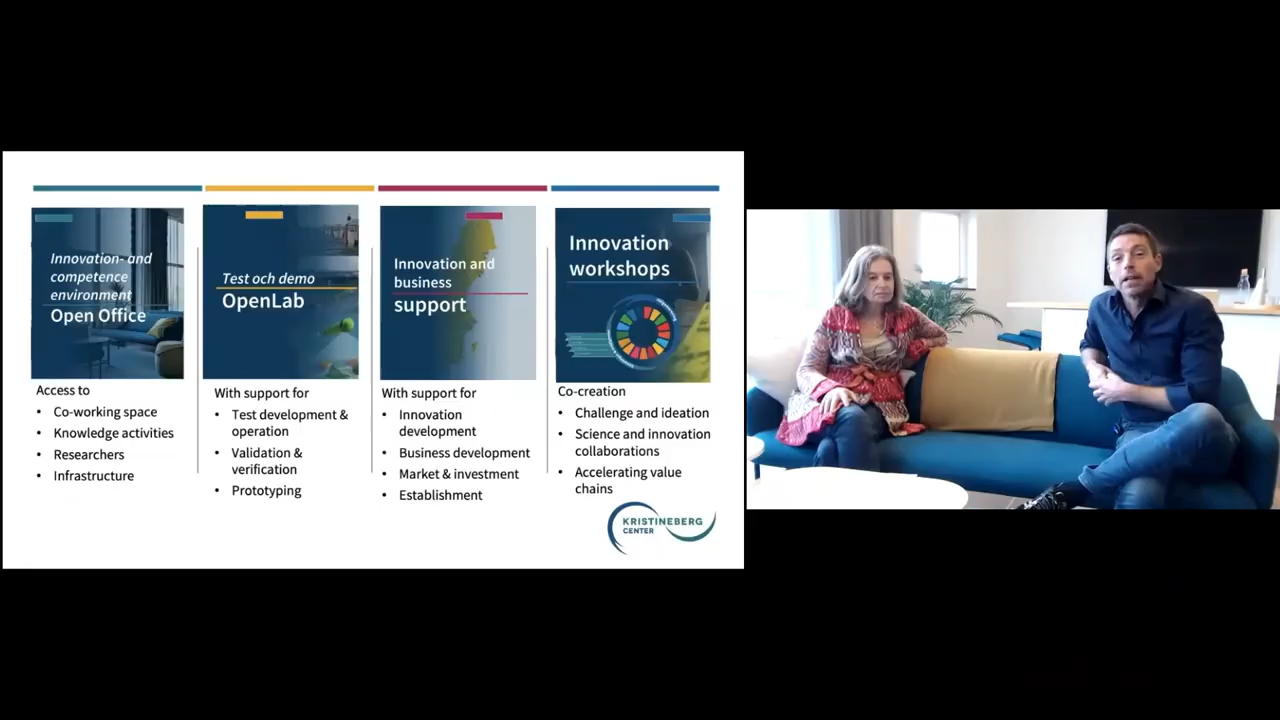 Innovation- and
competence
environment
Open Office
Access to
• Co-working space
• Knowledge activities
• Researchers
• Infrastructure
Test och demo
OpenLab
With support for
• Test development &
operation
• Validation &
verification
• Prototyping
Innovation and
business
support
With support for
• Innovation
development
• Business development
• Market & investment
• Establishment
Innovation
workshops
Co-creation
• Challenge and ideation
• Science and innovation
collaborations
• Accelerating value
chains
KRISTINEBERG
CENTER